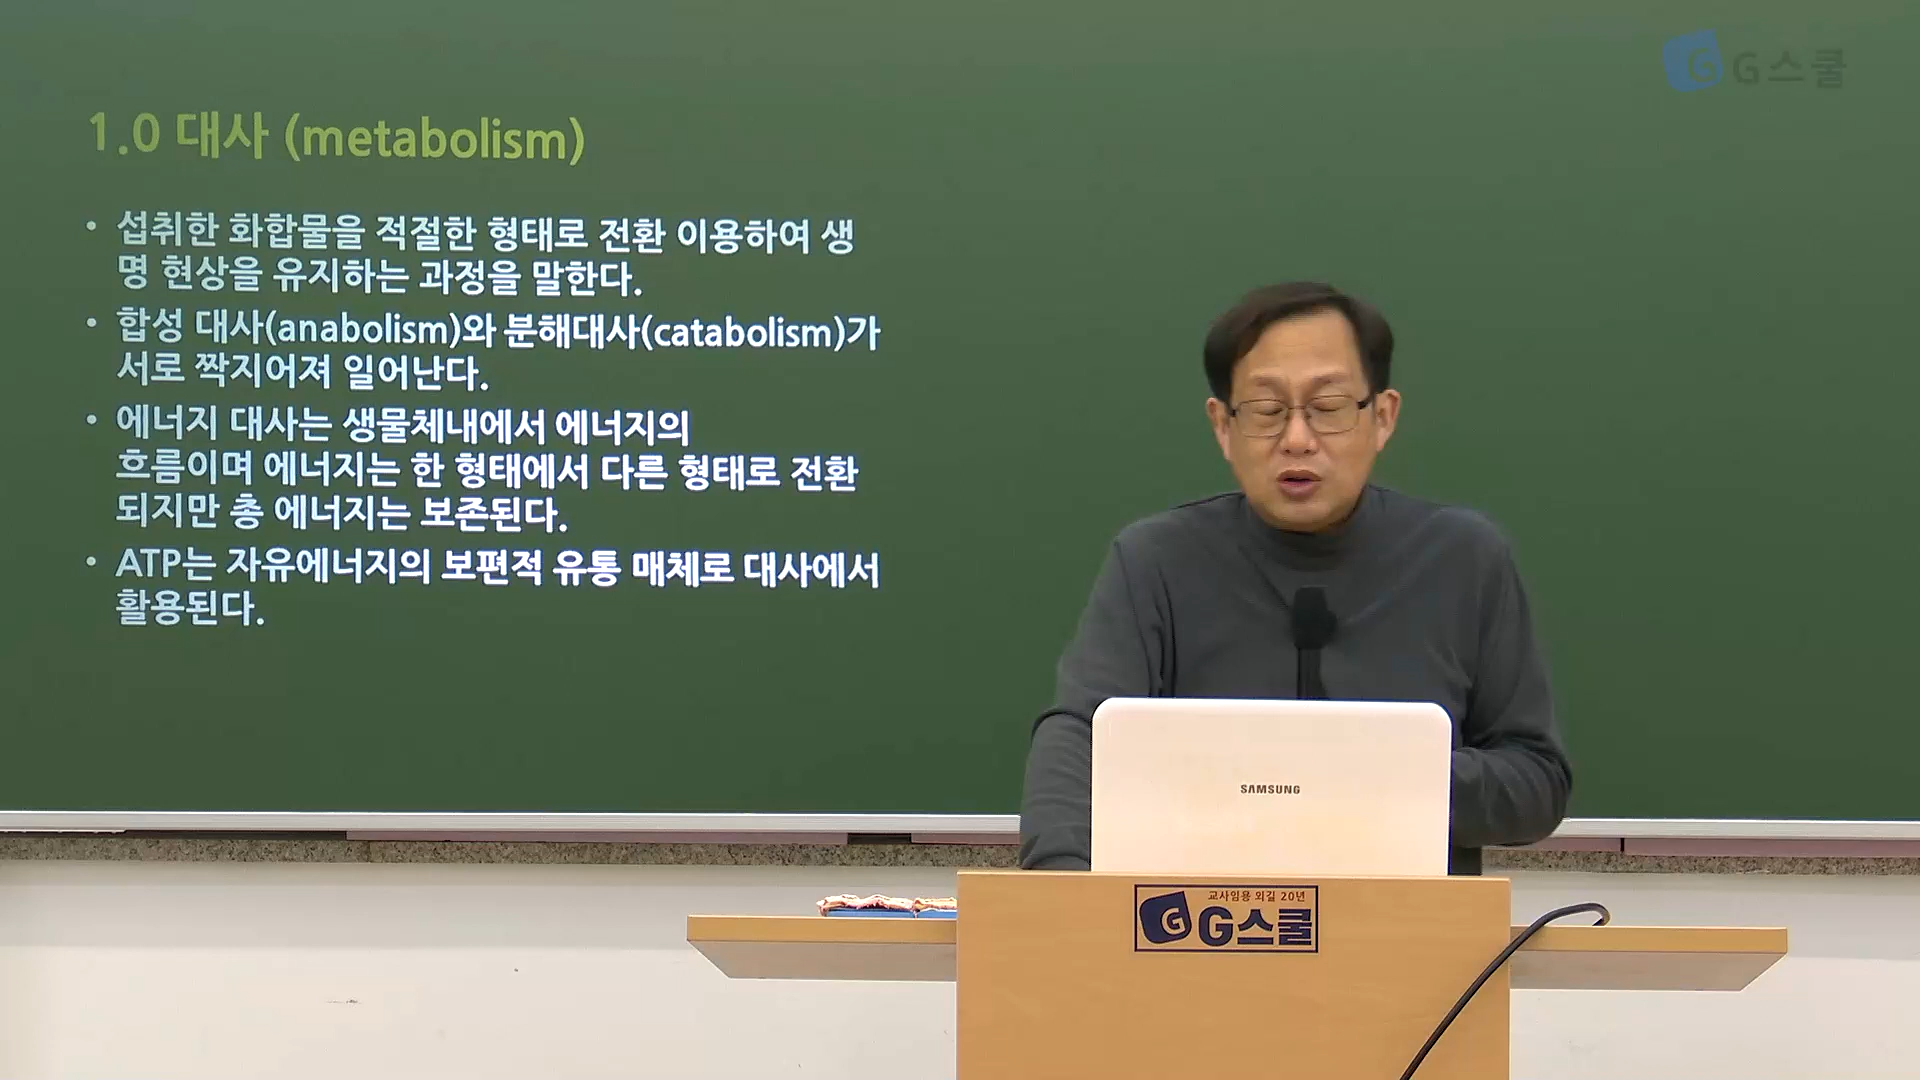 G G스쿨
1.0 대사 (metabolism)
• 섭취한 화합물을 적절한 형태로 전환 이용하여 생
명 현상을 유지하는 과정을 말한다.
• 합성 대사(anabolism)와 분해대사(catabolism)가
서로 짝지어져 일어난다.
• 에너지 대사는 생물체내에서 에너지의
흐름이며 에너지는 한 형태에서 다른 형태로 전환
되지만 총 에너지는 보존된다.
• ATP는 자유에너지의 보편적 유통 매체로 대사에서
활용된다.
SAMSUNG
교사임용 외길 20년
G G스쿨